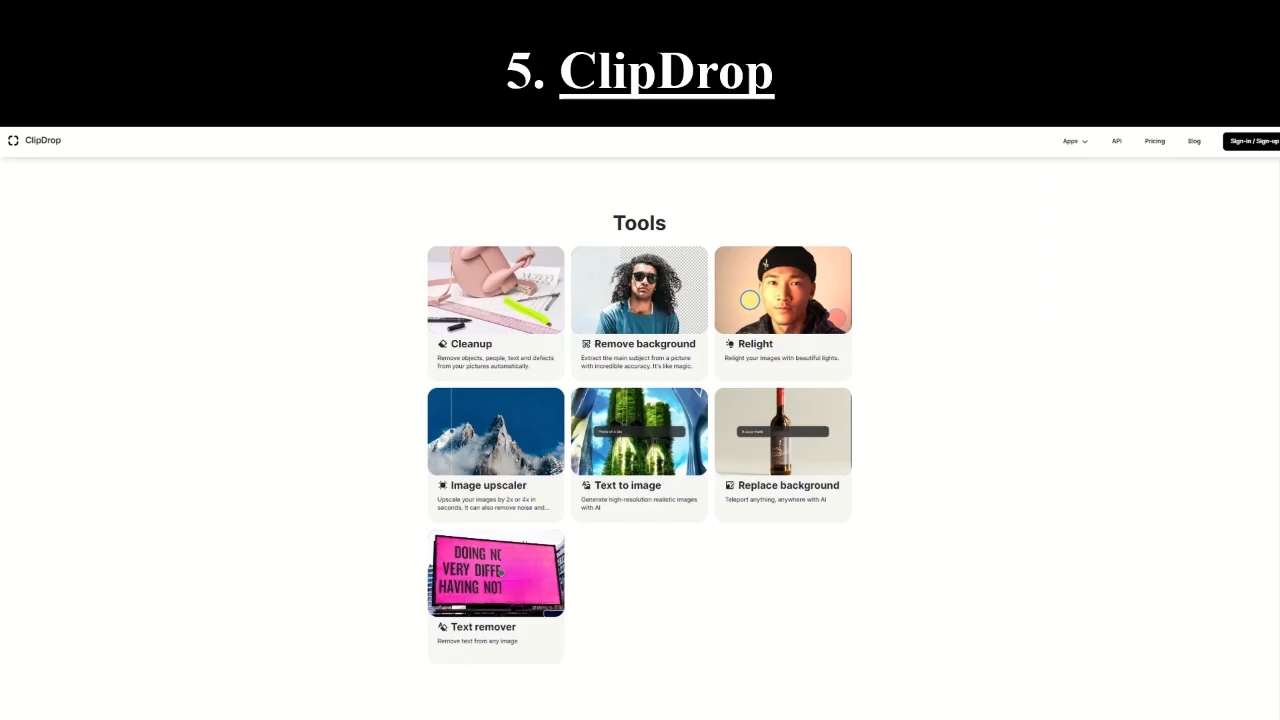 5. ClipDrop
ClipDrop
Apps
API
Pricing
Blog
Sign-in / Sign-up
Tools
Cleanup
Remove objects, people, text and defects
from your pictures automatically.
Remove background
Extract the main subject from a picture
with incredible accuracy. It's like magic.
Relight
Relight your images with beautiful lights.
Image upscaler
Upscale your images by 2x or 4x in
seconds. It can also remove noise and...
Text to image
Generate high-resolution realistic images
with AI
Replace background
Teleport anything, anywhere with AI
DOING NO
VERY DIFFE
HAVING NOT
Text remover
Remove text from any image